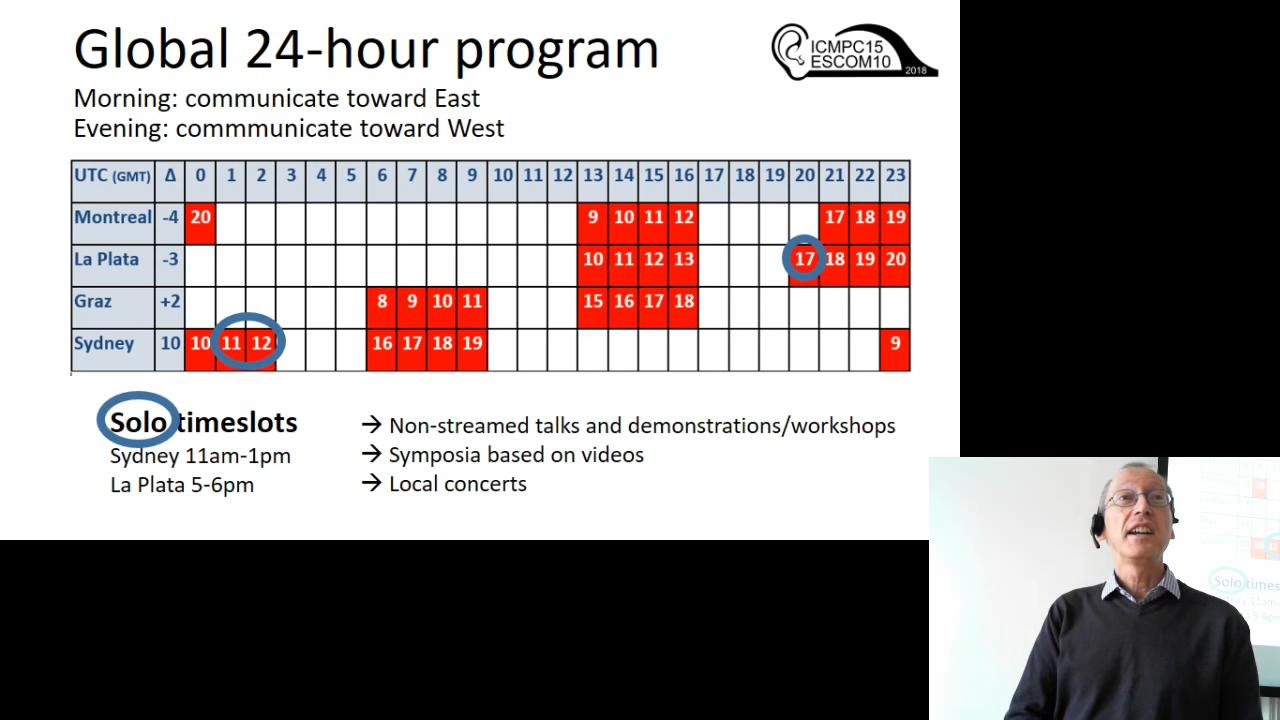 Global 24-hour program
ICMPC15
ESCOM10
2018
Morning: communicate toward East
Evening: commmunicate toward West
UTC (GMT) Δ 0 1 2 3 4 5 6 7 8 9 10 11 12 13 14 15 16 17 18 19 20 21 22 23
Montreal -4 20 9 10 11 12 17 18 19
La Plata -3 10 11 12 13 17 18 19 20
Graz +2 8 9 10 11 15 16 17 18
Sydney 10 10 11 12 16 17 18 19 9
Solo timeslots
Sydney 11am-1pm
La Plata 5-6pm
→ Non-streamed talks and demonstrations/workshops
→ Symposia based on videos
→ Local concerts
Solo times